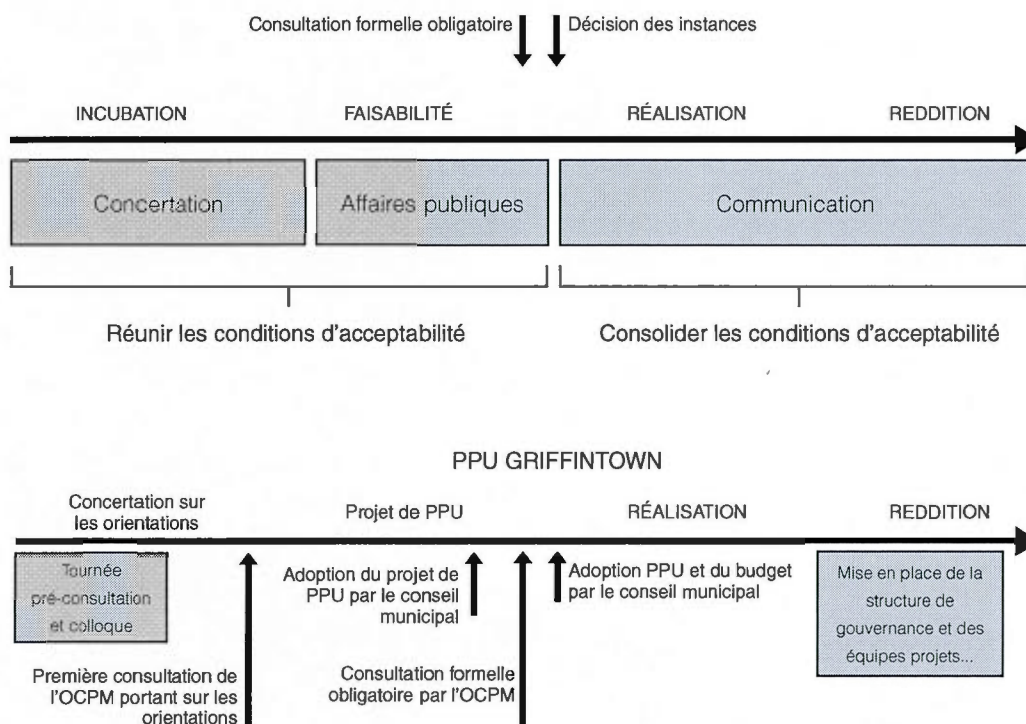 Consultation formelle obligatoire
Décision des instances
INCUBATION
FAISABILITÉ
RÉALISATION
REDDITION
Concertation
Affaires publiques
Communication
Réunir les conditions d'acceptabilité
Consolider les conditions d'acceptabilité
PPU GRIFFINTOWN
Concertation sur
les orientations
Projet de PPU
RÉALISATION
REDDITION
Tournée
pré-consultation
et colloque
Première consultation de
l'OCPM portant sur les
orientations
Adoption du projet de
PPU par le conseil
municipal
Consultation formelle
obligatoire par l'OCPM
Adoption PPU et du budget
par le conseil municipal
Mise en place de la
structure de
gouvernance et des
équipes projets...